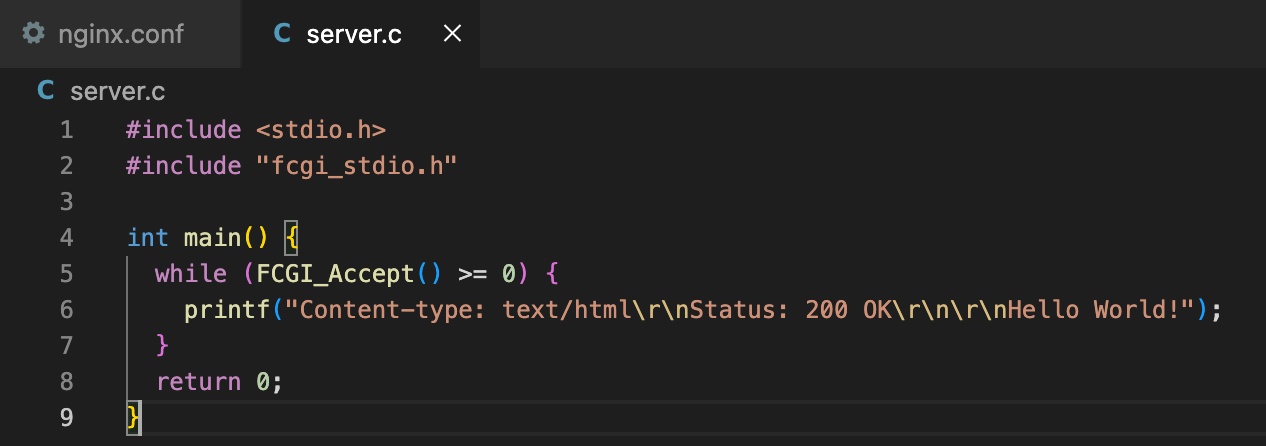 nginx.conf
C server.c
C server.c
1 #include <stdio.h>
2 #include "fcgi_stdio.h"
3
4 int main() {
5   while (FCGI_Accept() >= 0) {
6     printf("Content-type: text/html\r\nStatus: 200 OK\r\n\r\nHello World!");
7   }
8   return 0;
9 }